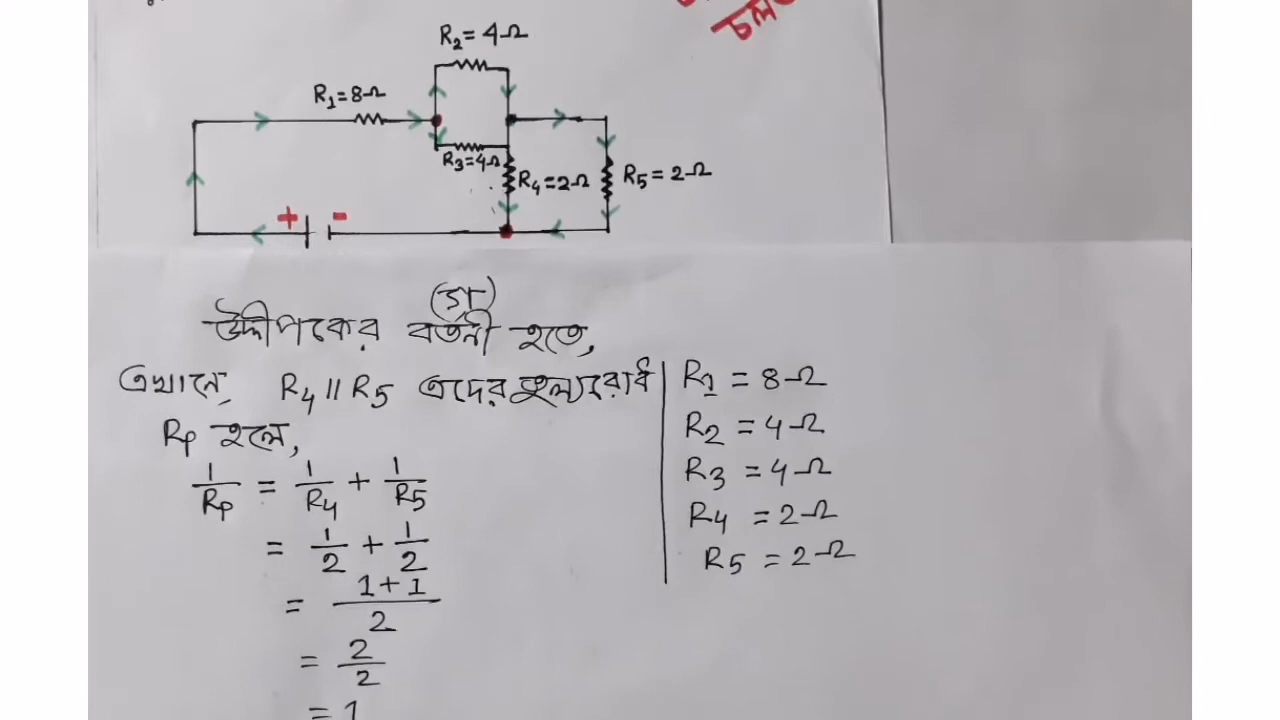 চল
R₂ = 4Ω
R₁ = 8Ω
R₃ = 4Ω
R₄ = 2Ω
R₅ = 2Ω
+ -
(গ)
উদ্দীপকের বর্তনী হতে,
এখানে, R₄ || R₅ এদের তুল্যরোধ
Rp হলে,
1/Rp = 1/R₄ + 1/R₅
= 1/2 + 1/2
= 1+1/2
= 2/2
= 1
R₁ = 8Ω
R₂ = 4Ω
R₃ = 4Ω
R₄ = 2Ω
R₅ = 2Ω